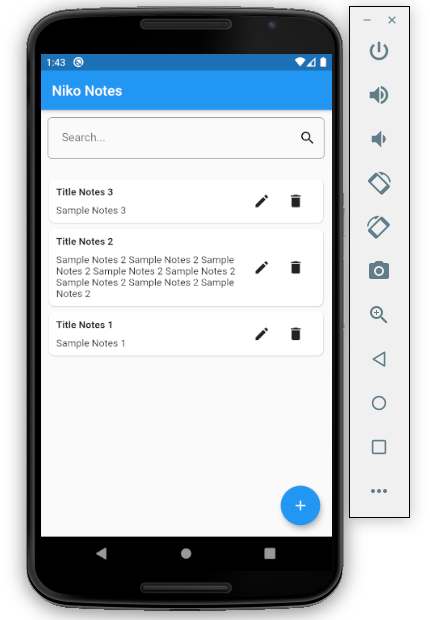 1:43
Niko Notes
Search...
Title Notes 3
Sample Notes 3
Title Notes 2
Sample Notes 2 Sample Notes 2 Sample
Notes 2 Sample Notes 2 Sample Notes 2
Sample Notes 2 Sample Notes 2 Sample
Notes 2
Title Notes 1
Sample Notes 1